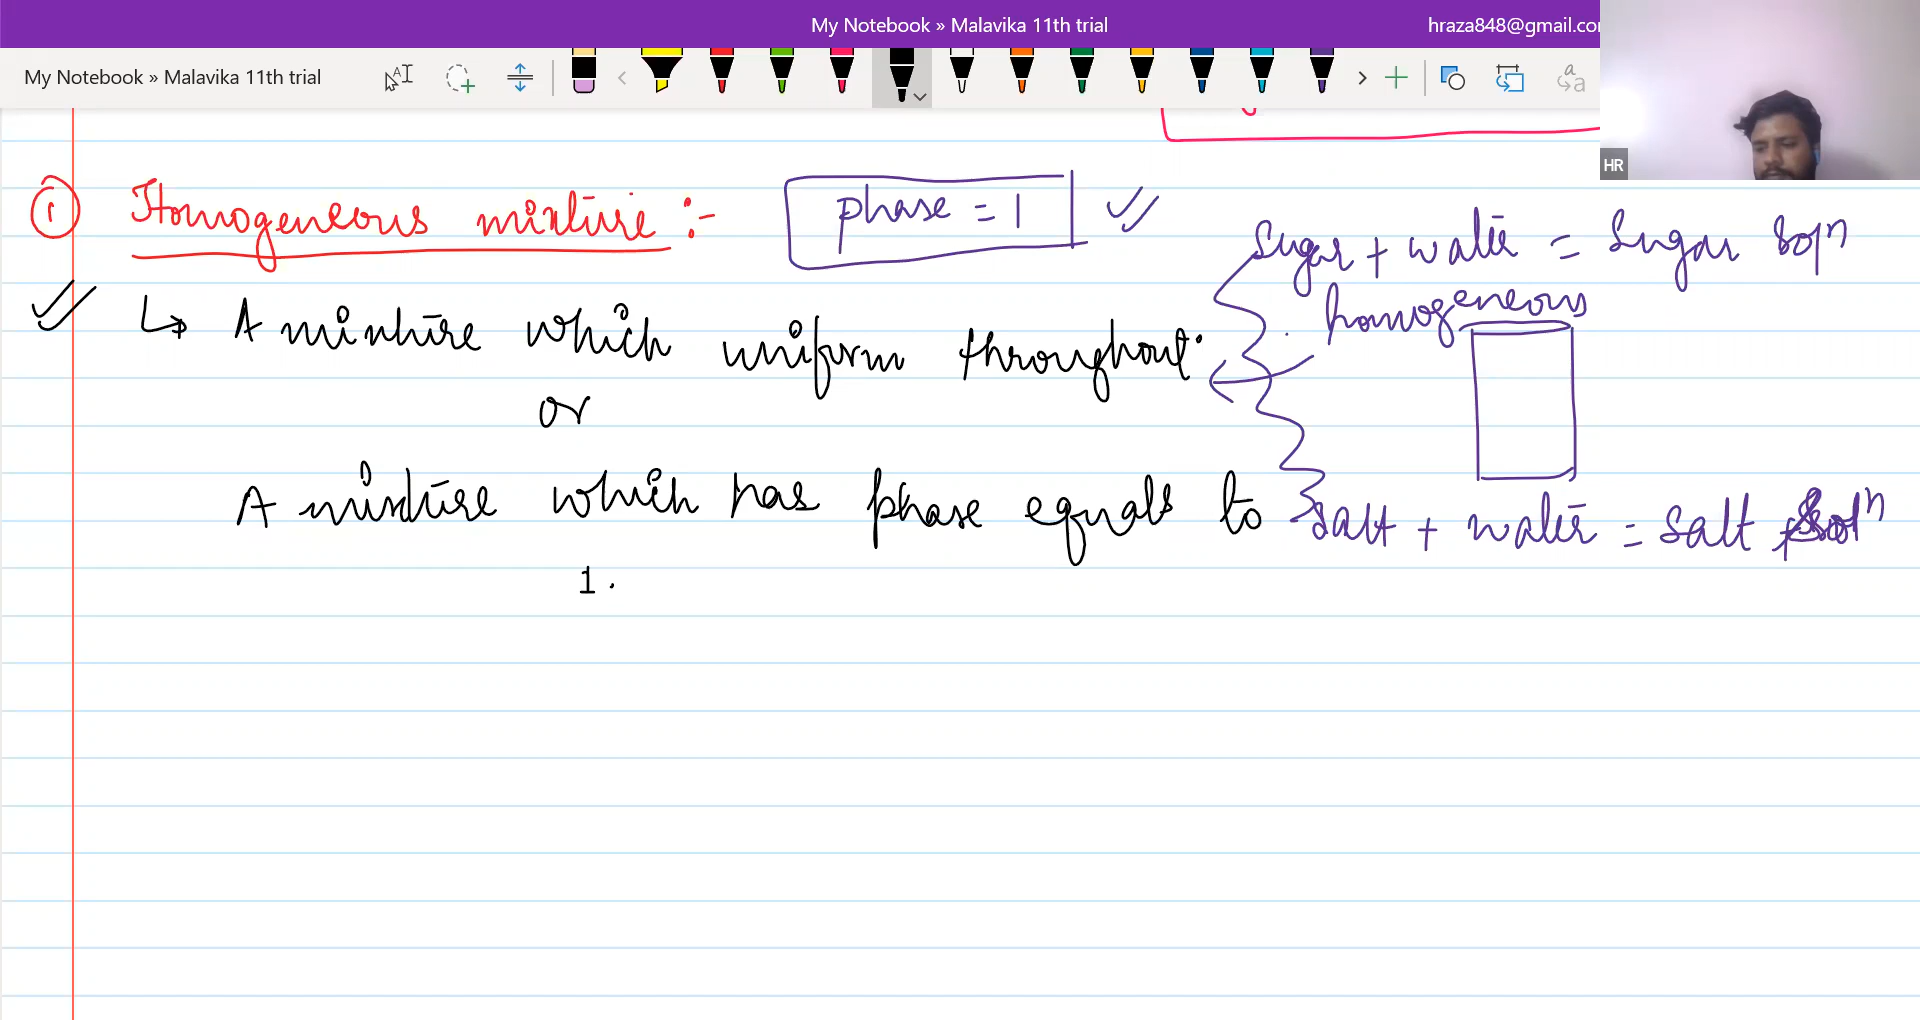 My Notebook » Malavika 11th trial
hraza848@gmail.co
My Notebook » Malavika 11th trial
HR
① Homogeneous mixture :-
phase = 1
Sugar + water = Sugar solⁿ
homogeneous
↳ A mixture which uniform throughout.
or
A mixture which has phase equals to
1.
Salt + water = Salt solⁿ